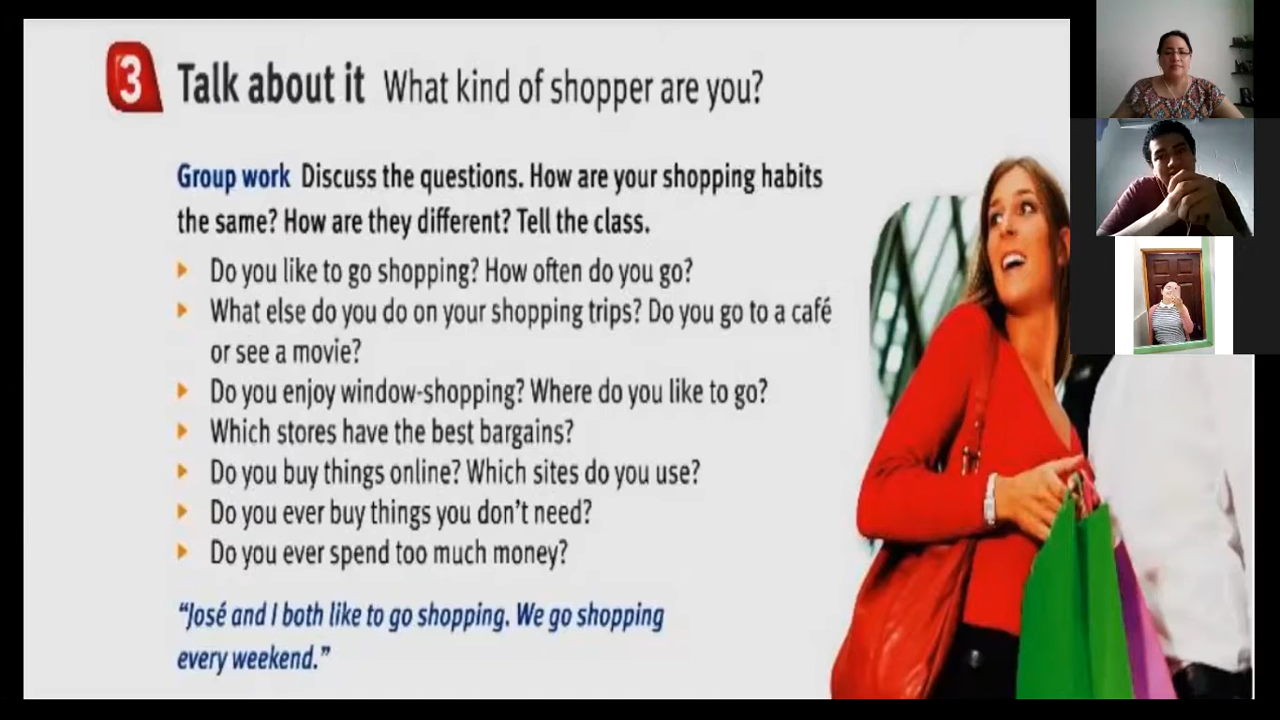 3 Talk about it What kind of shopper are you?
Group work Discuss the questions. How are your shopping habits
the same? How are they different? Tell the class.
Do you like to go shopping? How often do you go?
What else do you do on your shopping trips? Do you go to a café
or see a movie?
Do you enjoy window-shopping? Where do you like to go?
Which stores have the best bargains?
Do you buy things online? Which sites do you use?
Do you ever buy things you don't need?
Do you ever spend too much money?
“José and I both like to go shopping. We go shopping
every weekend.”